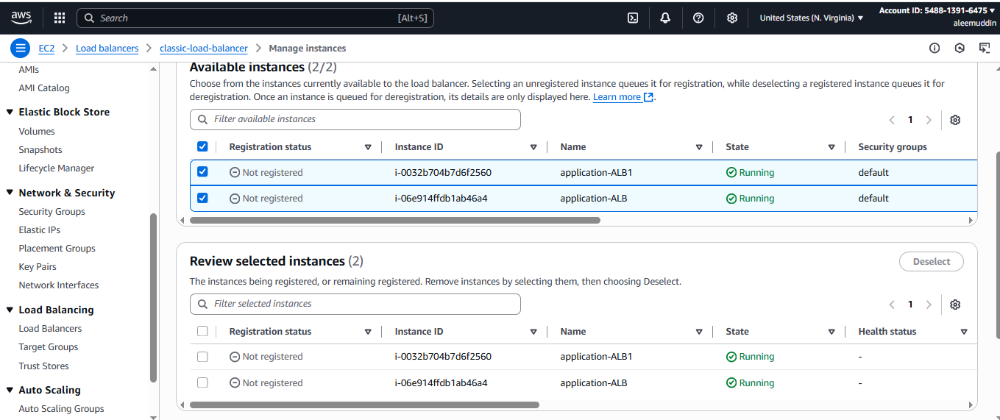 aws
Search [Alt+S]
United States (N. Virginia)
Account ID: 5488-1391-6475
aleemuddin
EC2 > Load balancers > classic-load-balancer > Manage instances
AMIs
AMI Catalog
Elastic Block Store
Volumes
Snapshots
Lifecycle Manager
Network & Security
Security Groups
Elastic IPs
Placement Groups
Key Pairs
Network Interfaces
Load Balancing
Load Balancers
Target Groups
Trust Stores
Auto Scaling
Auto Scaling Groups
Available instances (2/2)
Choose from the instances currently available to the load balancer. Selecting an unregistered instance queues it for registration, while deselecting a registered instance queues it for
deregistration. Once an instance is queued for deregistration, its details are only displayed here. Learn more.
Filter available instances
1
Registration status Instance ID Name State Security groups
Not registered i-0032b704b7d6f2560 application-ALB1 Running default
Not registered i-06e914ffdb1ab46a4 application-ALB Running default
Review selected instances (2)
Deselect
The instances being registered, or remaining registered. Remove instances by selecting them, then choosing Deselect.
Filter selected instances
1
Registration status Instance ID Name State Health status
Not registered i-0032b704b7d6f2560 application-ALB1 Running -
Not registered i-06e914ffdb1ab46a4 application-ALB Running -